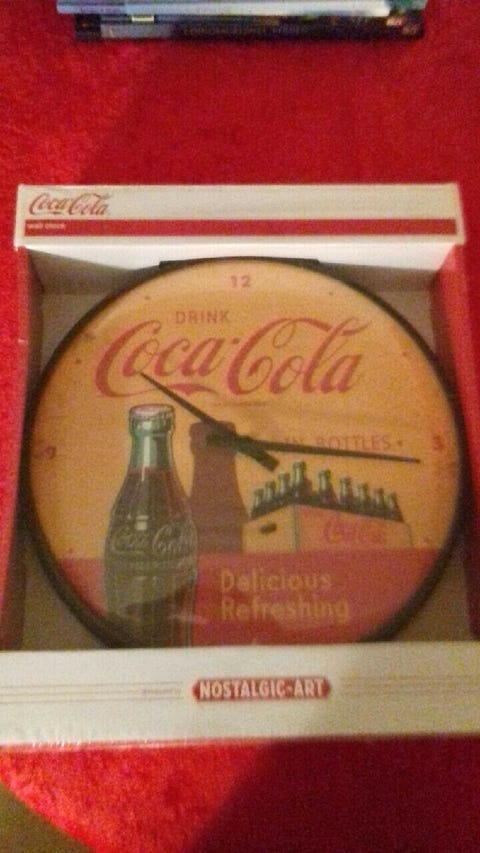 Coca-Cola
wall clock
12
DRINK
Coca-Cola
IN BOTTLES
9
3
Coca-Cola
Coca-Cola
Delicious
Refreshing
NOSTALGIC-ART